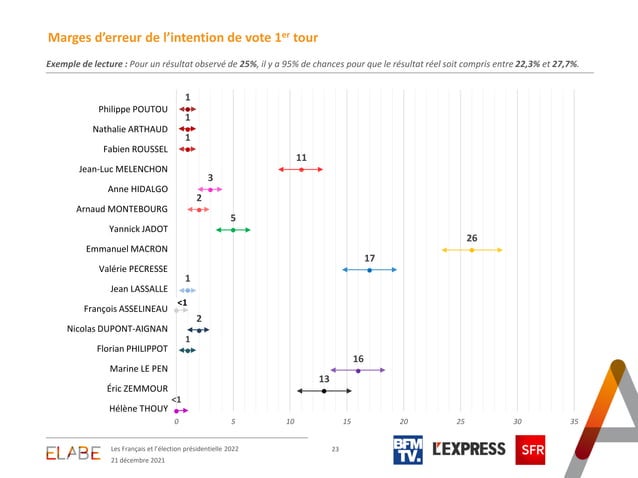 Marges d’erreur de l’intention de vote 1er tour
Exemple de lecture : Pour un résultat observé de 25%, il y a 95% de chances pour que le résultat réel soit compris entre 22,3% et 27,7%.
Philippe POUTOU 1
Nathalie ARTHAUD 1
Fabien ROUSSEL 1
Jean-Luc MELENCHON 11
Anne HIDALGO 3
Arnaud MONTEBOURG 2
Yannick JADOT 5
Emmanuel MACRON 26
Valérie PECRESSE 17
Jean LASSALLE 1
François ASSELINEAU <1
Nicolas DUPONT-AIGNAN 2
Florian PHILIPPOT 1
Marine LE PEN 16
Éric ZEMMOUR 13
Hélène THOUY <1
0 5 10 15 20 25 30 35
ELABE
Les Français et l’élection présidentielle 2022
21 décembre 2021
23
BFM TV.
L'EXPRESS
SFR